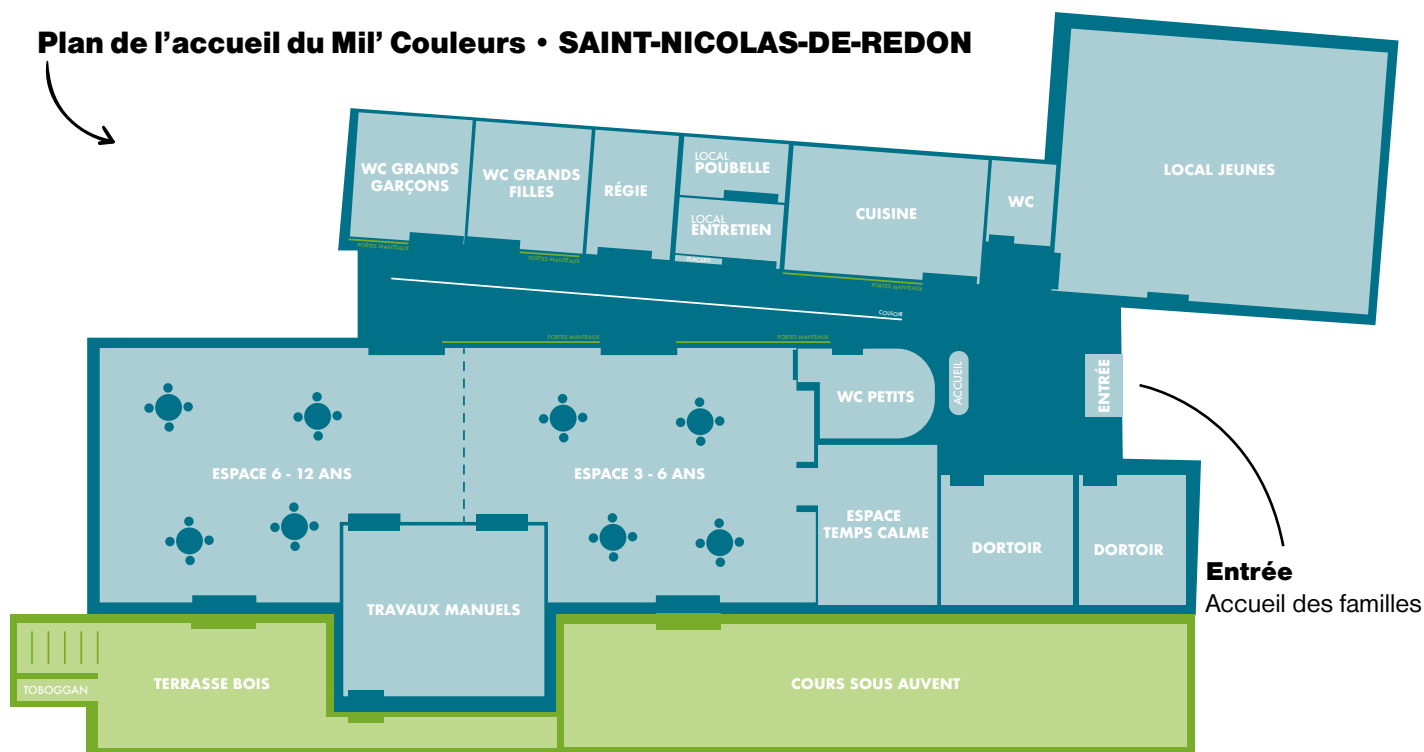 Plan de l'accueil du Mil' Couleurs • SAINT-NICOLAS-DE-REDON
WC GRANDS
GARÇONS
WC GRANDS
FILLES
RÉGIE
LOCAL
POUBELLE
LOCAL
ENTRETIEN
PLACARD
CUISINE
WC
LOCAL JEUNES
PORTES MANTEAUX
PORTES MANTEAUX
PORTES MANTEAUX
COULOIR
PORTES MANTEAUX
PORTES MANTEAUX
WC PETITS
ACCUEIL
ENTRÉE
ESPACE 6 - 12 ANS
ESPACE 3 - 6 ANS
ESPACE
TEMPS CALME
DORTOIR
DORTOIR
Entrée
Accueil des familles
TRAVAUX MANUELS
TOBOGGAN
TERRASSE BOIS
COURS SOUS AUVENT